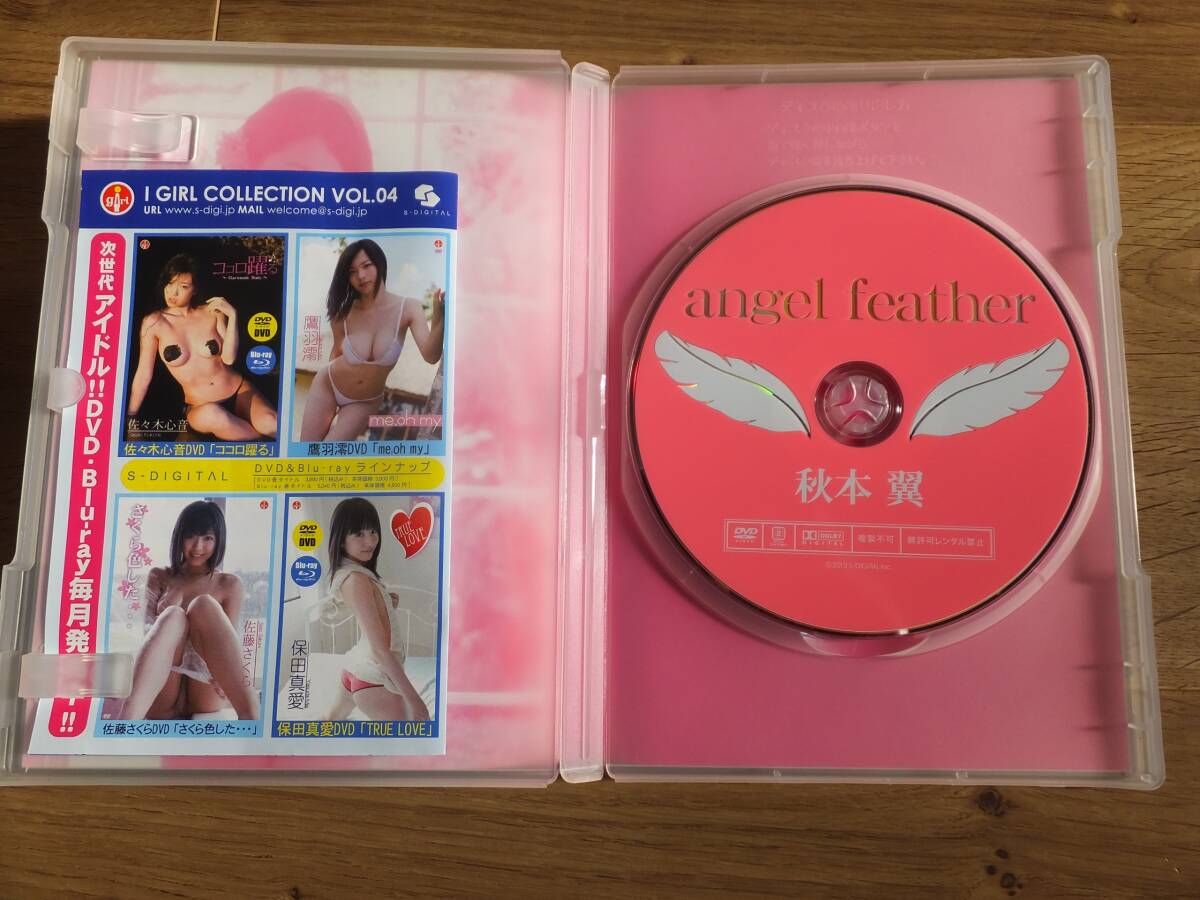 girl
I GIRL COLLECTION VOL.04
URL www.s-digi.jp MAIL welcome@s-digi.jp
S-DIGITAL
次世代アイドル!!DVD・Blu-ray毎月発
!!
ココロ躍る
DVD
Blu-ray
佐々木心音
佐々木心音DVD「ココロ躍る」
鷹羽澪
me.oh my
鷹羽澪DVD「me.oh my」
S-DIGITAL
DVD&Blu-ray ラインナップ
さくら色した...
佐藤さくら
佐藤さくらDVD「さくら色した・・・」
DVD
Blu-ray
TRUE LOVE
保田真愛
保田真愛DVD「TRUE LOVE」
angel feather
秋本 翼
DVD
VIDEO
2
DOLBY
DIGITAL
複製不可
無許可レンタル禁止